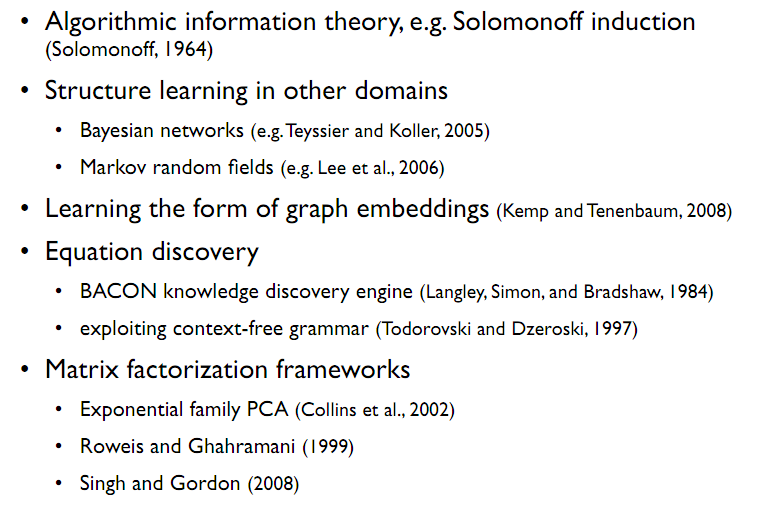 • Algorithmic information theory, e.g. Solomonoff induction
(Solomonoff, 1964)
• Structure learning in other domains
• Bayesian networks (e.g. Teyssier and Koller, 2005)
• Markov random fields (e.g. Lee et al., 2006)
• Learning the form of graph embeddings (Kemp and Tenenbaum, 2008)
• Equation discovery
• BACON knowledge discovery engine (Langley, Simon, and Bradshaw, 1984)
• exploiting context-free grammar (Todorovski and Dzeroski, 1997)
• Matrix factorization frameworks
• Exponential family PCA (Collins et al., 2002)
• Roweis and Ghahramani (1999)
• Singh and Gordon (2008)